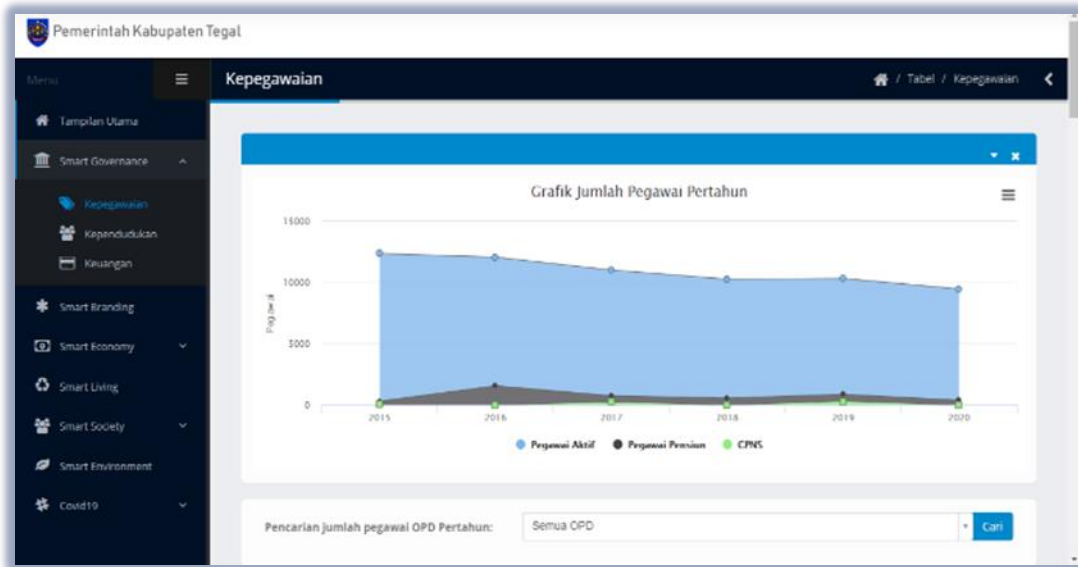 Pemerintah Kabupaten Tegal
Menu
Kepegawaian
/ Tabel / Kepegawaian
Tampilan Utama
Smart Governance
Kepegawaian
Kependudukan
Keuangan
Smart Branding
Smart Economy
Smart Living
Smart Society
Smart Environment
Covid19
Grafik Jumlah Pegawai Pertahun
Pegawai
15000
10000
5000
0
2015 2016 2017 2018 2019 2020
Pegawai Aktif Pegawai Pensiun CPNS
Pencarian jumlah pegawai OPD Pertahun: Semua OPD Cari